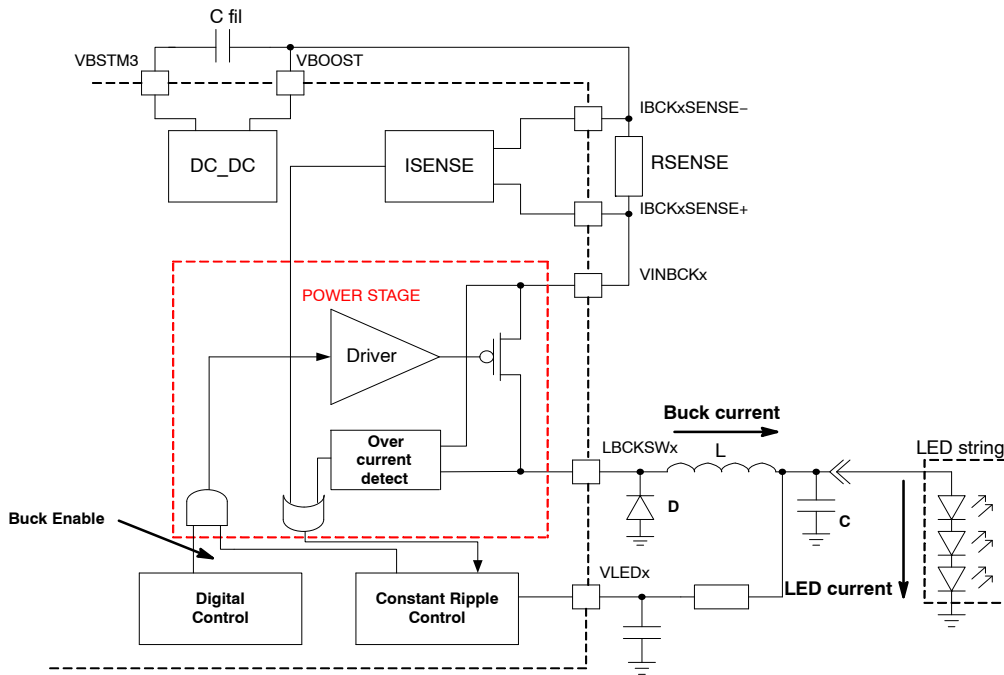 C fil
VBSTM3
VBOOST
IBCKxSENSE−
DC_DC
ISENSE
RSENSE
IBCKxSENSE+
VINBCKx
POWER STAGE
Driver
Buck current
LBCKSWx
L
LED string
Over
current
detect
D
C
Buck Enable
VLEDx
LED current
Digital
Control
Constant Ripple
Control